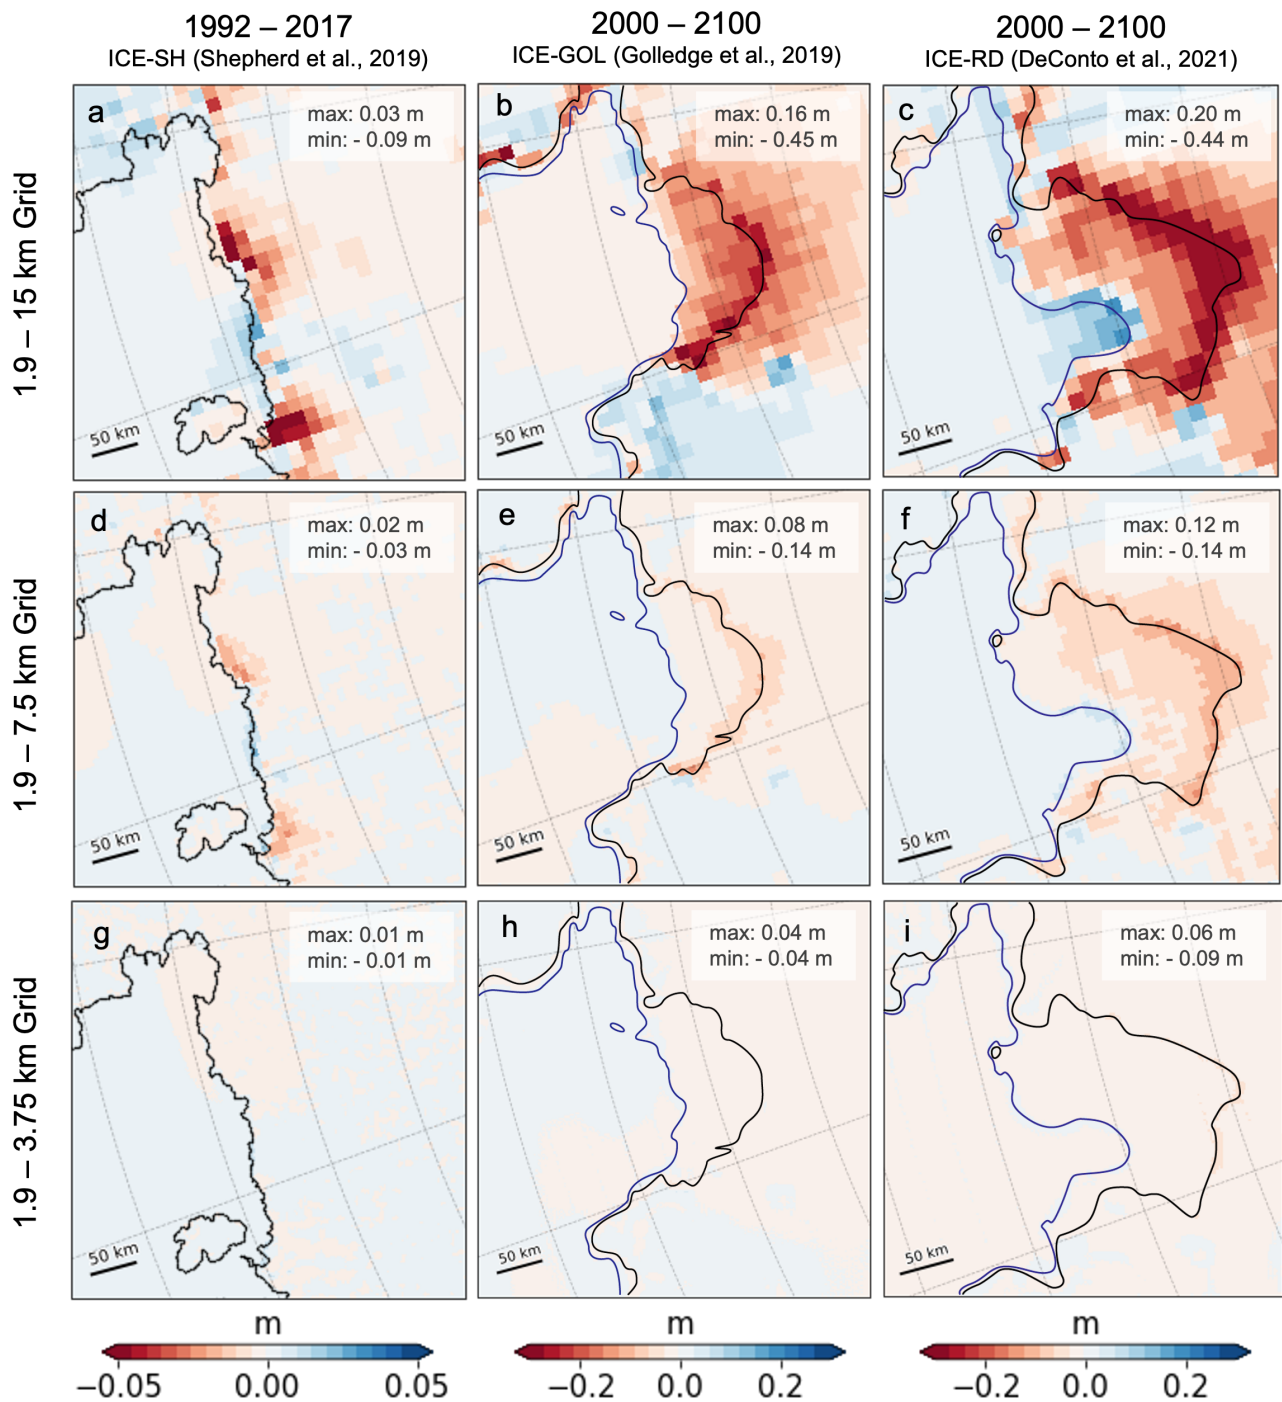 1992 – 2017
ICE-SH (Shepherd et al., 2019)
2000 – 2100
ICE-GOL (Golledge et al., 2019)
2000 – 2100
ICE-RD (DeConto et al., 2021)
1.9 – 15 km Grid
a
max: 0.03 m
min: - 0.09 m
50 km
b
max: 0.16 m
min: - 0.45 m
50 km
c
max: 0.20 m
min: - 0.44 m
50 km
1.9 – 7.5 km Grid
d
max: 0.02 m
min: - 0.03 m
50 km
e
max: 0.08 m
min: - 0.14 m
50 km
f
max: 0.12 m
min: - 0.14 m
50 km
1.9 – 3.75 km Grid
g
max: 0.01 m
min: - 0.01 m
50 km
h
max: 0.04 m
min: - 0.04 m
50 km
i
max: 0.06 m
min: - 0.09 m
50 km
m
−0.05 0.00 0.05
m
−0.2 0.0 0.2
m
−0.2 0.0 0.2